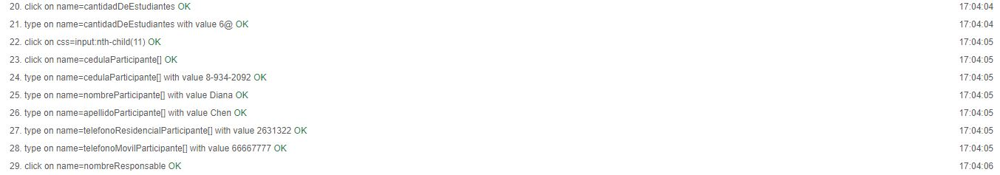 20. click on name=cantidadDeEstudiantes OK 17:04:04
21. type on name=cantidadDeEstudiantes with value 6@ OK 17:04:04
22. click on css=input:nth-child(11) OK 17:04:05
23. click on name=cedulaParticipante[] OK 17:04:05
24. type on name=cedulaParticipante[] with value 8-934-2092 OK 17:04:05
25. type on name=nombreParticipante[] with value Diana OK 17:04:05
26. type on name=apellidoParticipante[] with value Chen OK 17:04:05
27. type on name=telefonoResidencialParticipante[] with value 2631322 OK 17:04:05
28. type on name=telefonoMovilParticipante[] with value 66667777 OK 17:04:05
29. click on name=nombreResponsable OK 17:04:06